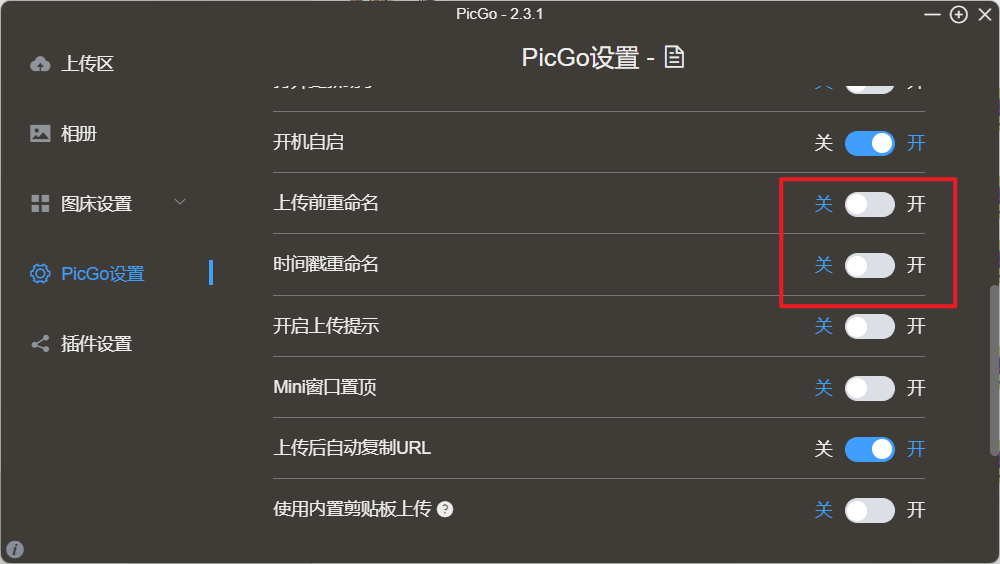 PicGo - 2.3.1
PicGo设置 -
上传区
相册
图床设置
PicGo设置
插件设置
开机自启 关 开
上传前重命名 关 开
时间戳重命名 关 开
开启上传提示 关 开
Mini窗口置顶 关 开
上传后自动复制URL 关 开
使用内置剪贴板上传 ? 关 开